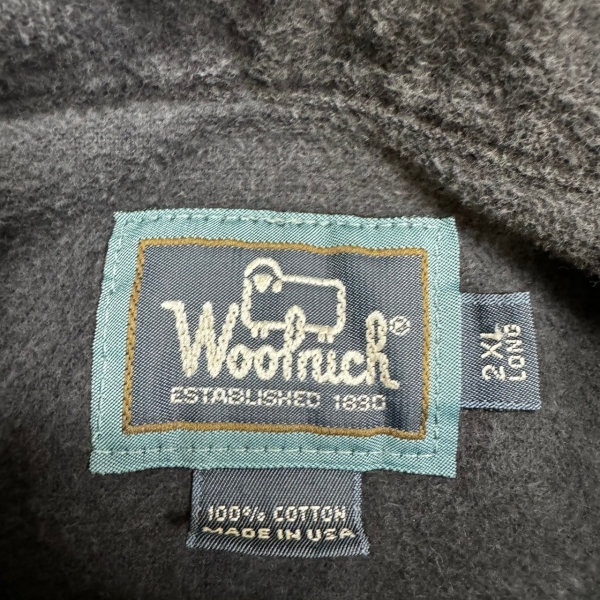 Woolrich®
ESTABLISHED 1830
2XL
LONG
100% COTTON
MADE IN USA